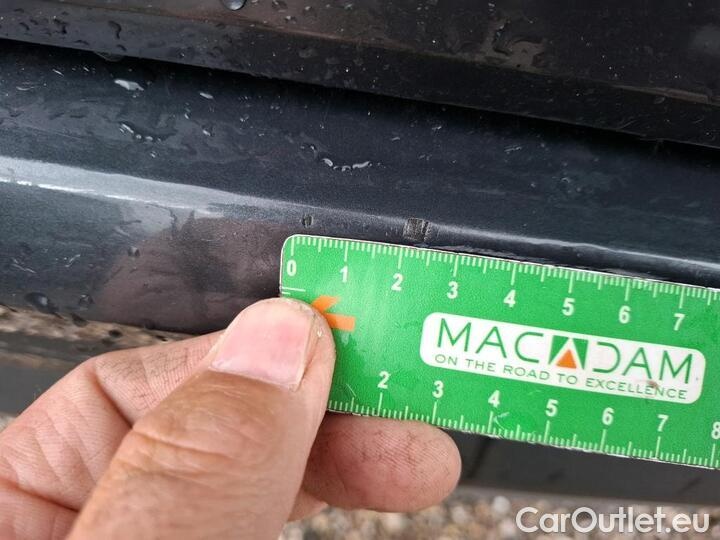 0 1 2 3 4 5 6 7
MACADAM
ON THE ROAD TO EXCELLENCE
2 3 4 5 6 7 8
CarOutlet.eu